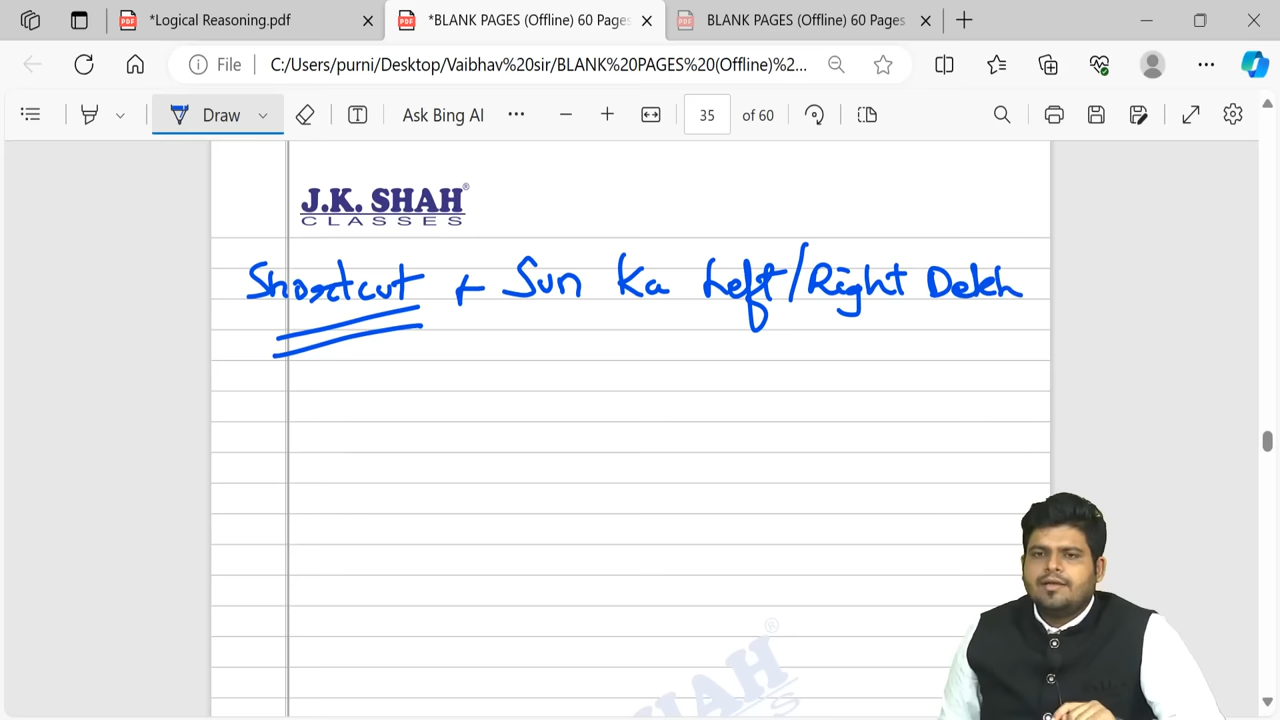 *Logical Reasoning.pdf
*BLANK PAGES (Offline) 60 Pages
BLANK PAGES (Offline) 60 Pages
File
C:/Users/purni/Desktop/Vaibhav%20sir/BLANK%20PAGES%20(Offline)%2...
Draw
Ask Bing AI
35 of 60
J.K. SHAH®
CLASSES
Shortcut + Sun Ka Left/Right Dekh
®
SHAH
S